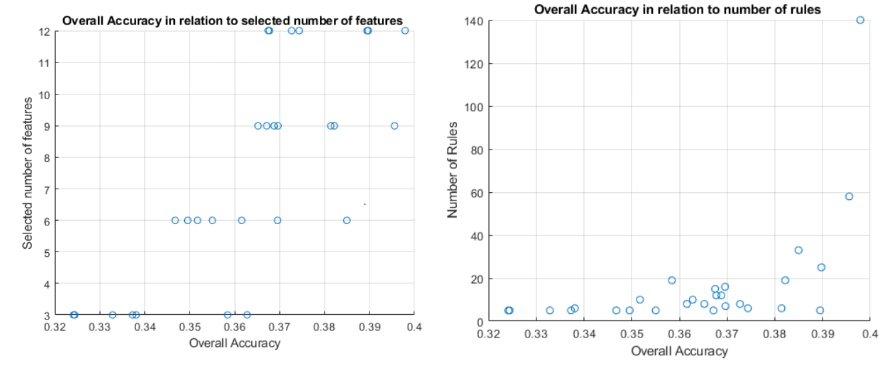 Overall Accuracy in relation to selected number of features
12
11
10
9
8
7
6
5
4
3
Selected number of features
0.32 0.33 0.34 0.35 0.36 0.37 0.38 0.39 0.4
Overall Accuracy
Overall Accuracy in relation to number of rules
140
120
100
80
60
40
20
0
Number of Rules
0.32 0.33 0.34 0.35 0.36 0.37 0.38 0.39 0.4
Overall Accuracy